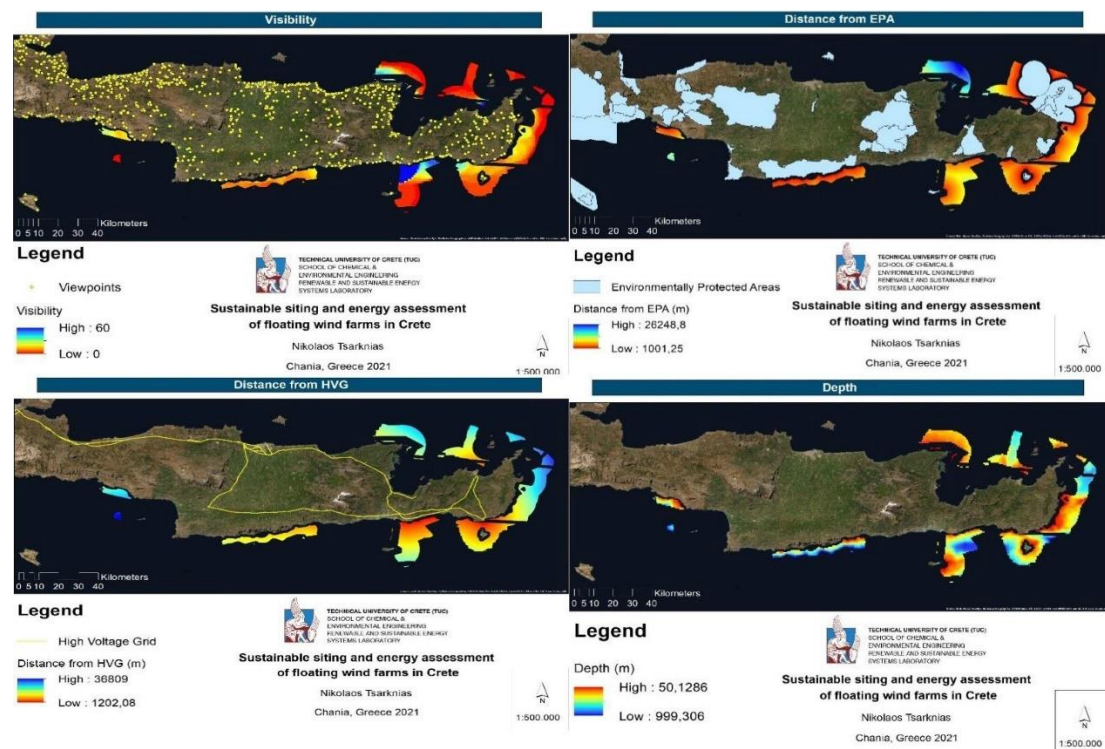 Visibility
0 5 10 20 30 40 Kilometers
Legend
Viewpoints
Visibility
High : 60
Low : 0
TECHNICAL UNIVERSITY OF CRETE (TUC)
SCHOOL OF CHEMICAL &
ENVIRONMENTAL ENGINEERING
RENEWABLE AND SUSTAINABLE ENERGY
SYSTEMS LABORATORY
Sustainable siting and energy assessment
of floating wind farms in Crete
Nikolaos Tsarknias
Chania, Greece 2021
N
1:500.000
Distance from EPA
0 5 10 20 30 40 Kilometers
Legend
Environmentally Protected Areas
Distance from EPA (m)
High : 26248,8
Low : 1001,25
TECHNICAL UNIVERSITY OF CRETE (TUC)
SCHOOL OF CHEMICAL &
ENVIRONMENTAL ENGINEERING
RENEWABLE AND SUSTAINABLE ENERGY
SYSTEMS LABORATORY
Sustainable siting and energy assessment
of floating wind farms in Crete
Nikolaos Tsarknias
Chania, Greece 2021
N
1:500.000
Distance from HVG
0 5 10 20 30 40 Kilometers
Legend
High Voltage Grid
Distance from HVG (m)
High : 36809
Low : 1202,08
TECHNICAL UNIVERSITY OF CRETE (TUC)
SCHOOL OF CHEMICAL &
ENVIRONMENTAL ENGINEERING
RENEWABLE AND SUSTAINABLE ENERGY
SYSTEMS LABORATORY
Sustainable siting and energy assessment
of floating wind farms in Crete
Nikolaos Tsarknias
Chania, Greece 2021
N
1:500.000
Depth
0 5 10 20 30 40 Kilometers
Legend
Depth (m)
High : 50,1286
Low : 999,306
TECHNICAL UNIVERSITY OF CRETE (TUC)
SCHOOL OF CHEMICAL &
ENVIRONMENTAL ENGINEERING
RENEWABLE AND SUSTAINABLE ENERGY
SYSTEMS LABORATORY
Sustainable siting and energy assessment
of floating wind farms in Crete
Nikolaos Tsarknias
Chania, Greece 2021
N
1:500.000